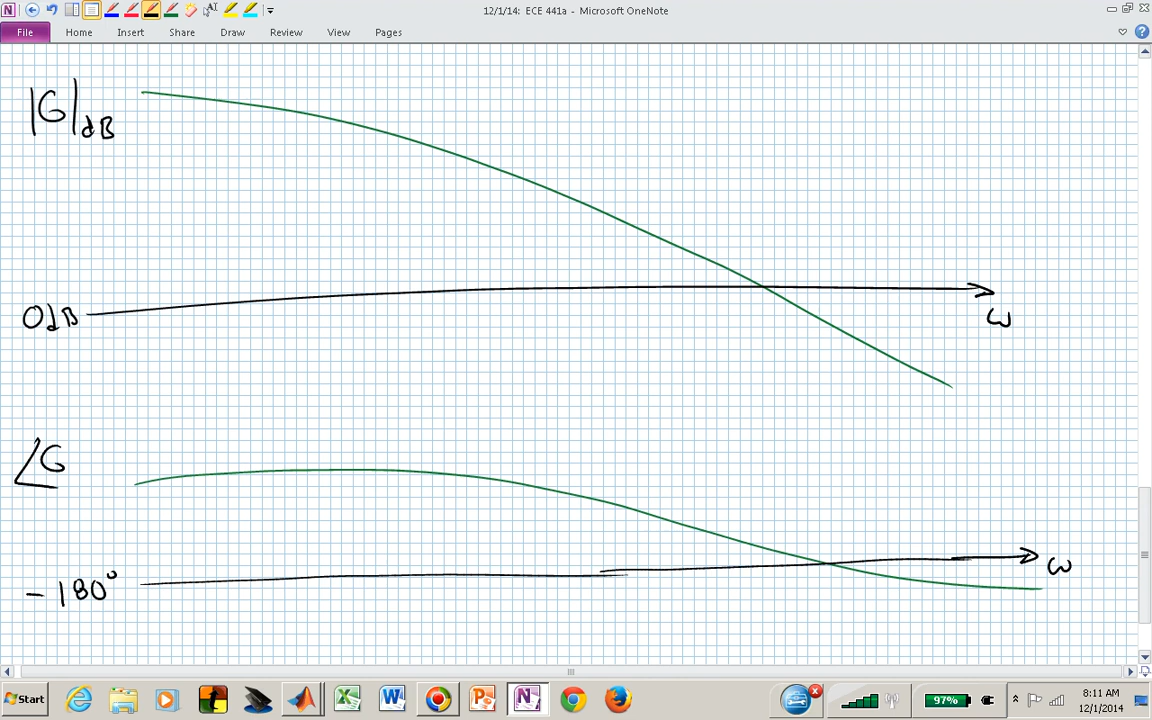 12/1/14: ECE 441a - Microsoft OneNote
File Home Insert Share Draw Review View Pages
|G|dB
0dB
ω
∠G
-180°
ω
Start
97%
8:11 AM
12/1/2014